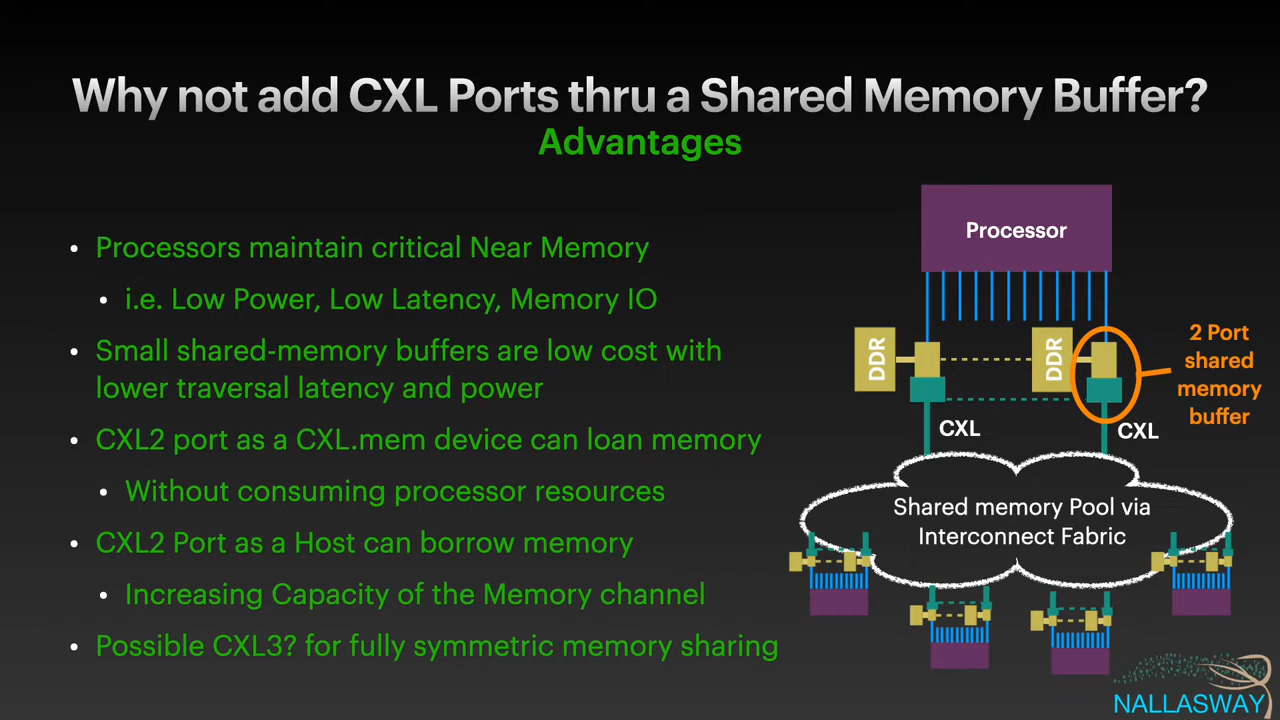 Why not add CXL Ports thru a Shared Memory Buffer?
Advantages
• Processors maintain critical Near Memory
• i.e. Low Power, Low Latency, Memory IO
• Small shared-memory buffers are low cost with
lower traversal latency and power
• CXL2 port as a CXL.mem device can loan memory
• Without consuming processor resources
• CXL2 Port as a Host can borrow memory
• Increasing Capacity of the Memory channel
• Possible CXL3? for fully symmetric memory sharing
Processor
DDR
DDR
2 Port
shared
memory
buffer
CXL
CXL
Shared memory Pool via
Interconnect Fabric
NALLASWAY